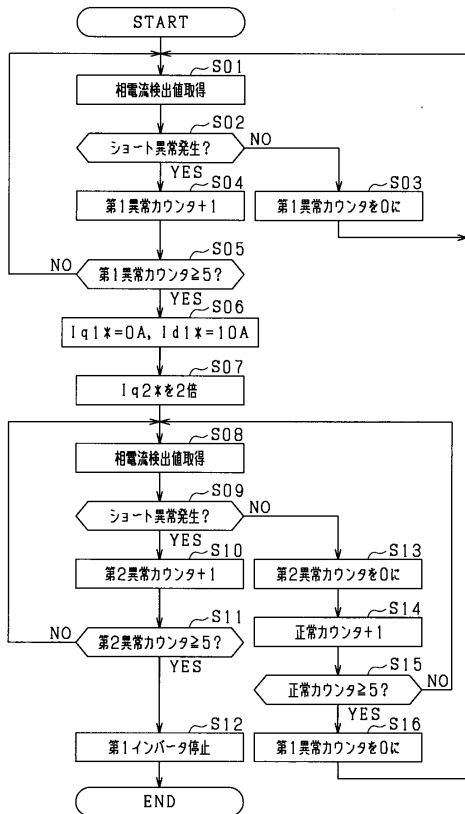 START
S01
相電流検出値取得
S02
ショート異常発生?
NO
YES
S04
第1異常カウンタ+1
S03
第1異常カウンタを0に
S05
第1異常カウンタ≧5?
NO
YES
S06
Iq1*=0A, Id1*=10A
S07
Iq2*を2倍
S08
相電流検出値取得
S09
ショート異常発生?
NO
YES
S10
第2異常カウンタ+1
S13
第2異常カウンタを0に
S11
第2異常カウンタ≧5?
NO
YES
S14
正常カウンタ+1
S15
正常カウンタ≧5?
NO
YES
S12
第1インバータ停止
S16
第1異常カウンタを0に
END